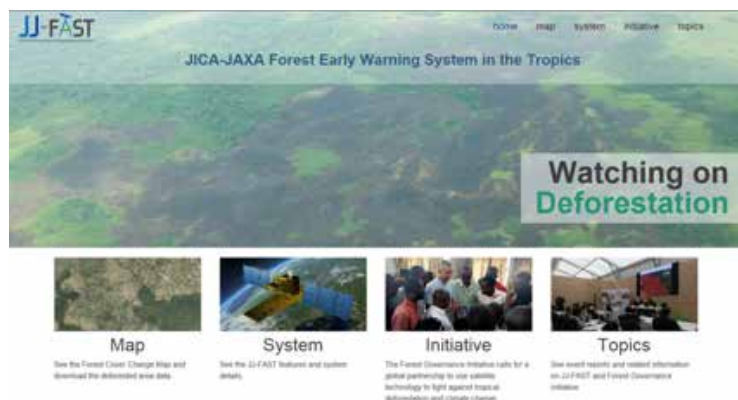 JJ-FAST
home map system initiative topics
JICA-JAXA Forest Early Warning System in the Tropics
Watching on
Deforestation
Map
See the Forest Cover Change Map and
download the deforested area data.
System
See the JJ-FAST features and system
details.
Initiative
The Forest Governance Initiative calls for a
global partnership to use satellite
technology to fight against tropical
deforestation and climate change.
Topics
See event reports and related information
on JJ-FAST and Forest Governance
Initiative.